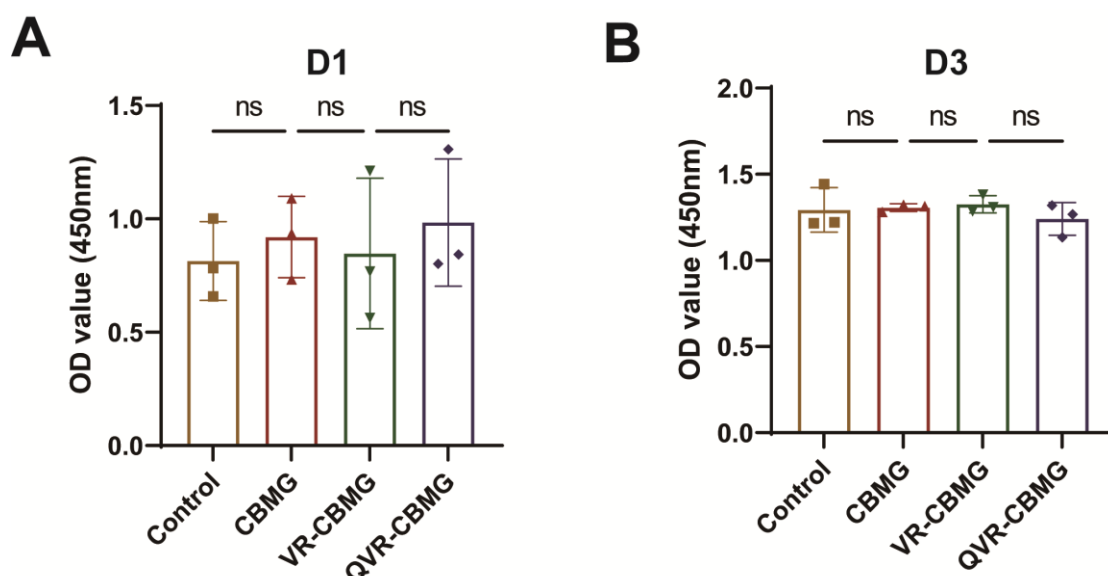 A
D1
ns ns ns
OD value (450nm)
1.5
1.0
0.5
0.0
Control
CBMG
VR-CBMG
QVR-CBMG
B
D3
ns ns ns
OD value (450nm)
2.0
1.5
1.0
0.5
0.0
Control
CBMG
VR-CBMG
QVR-CBMG